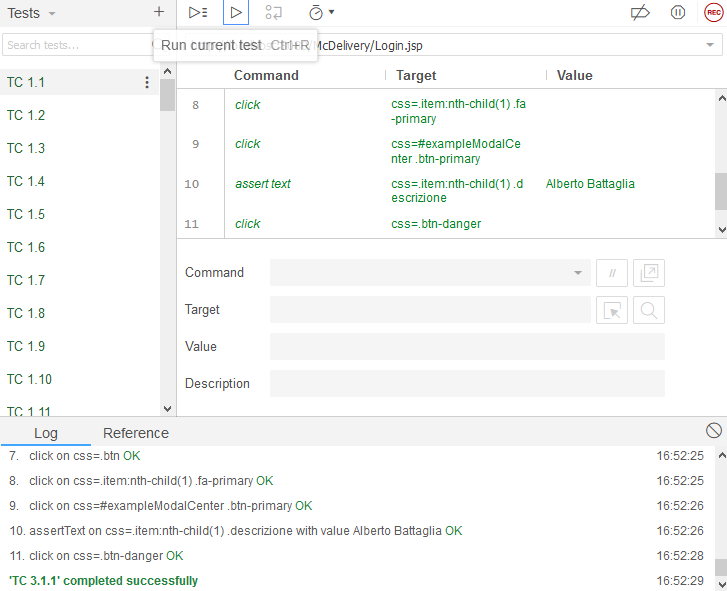 Tests
REC
Search tests...
Run current test Ctrl+R
McDelivery/Login.jsp
Command Target Value
TC 1.1
TC 1.2
TC 1.3
TC 1.4
TC 1.5
TC 1.6
TC 1.7
TC 1.8
TC 1.9
TC 1.10
TC 1.11
8 click css=.item:nth-child(1) .fa
-primary
9 click css=#exampleModalCe
nter .btn-primary
10 assert text css=.item:nth-child(1) .d Alberto Battaglia
escrizione
11 click css=.btn-danger
Command //
Target
Value
Description
Log Reference
7. click on css=.btn OK 16:52:25
8. click on css=.item:nth-child(1) .fa-primary OK 16:52:25
9. click on css=#exampleModalCenter .btn-primary OK 16:52:26
10. assertText on css=.item:nth-child(1) .descrizione with value Alberto Battaglia OK 16:52:26
11. click on css=.btn-danger OK 16:52:28
'TC 3.1.1' completed successfully 16:52:29